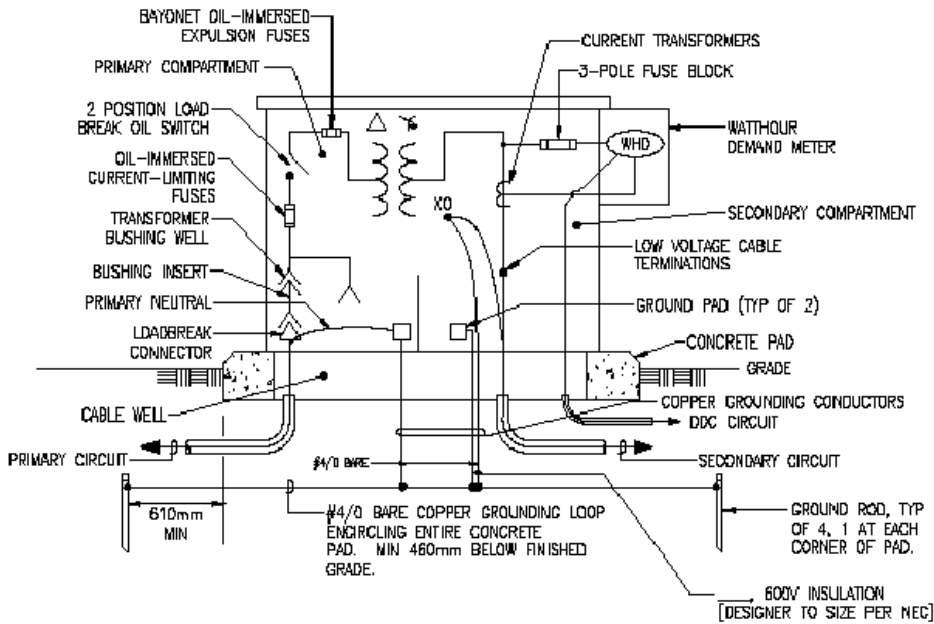 BAYONET OIL-IMMERSED
EXPULSION FUSES
CURRENT TRANSFORMERS
PRIMARY COMPARTMENT
3-POLE FUSE BLOCK
2 POSITION LOAD
BREAK OIL SWITCH
WHD
WATTHOUR
DEMAND METER
OIL-IMMERSED
CURRENT-LIMITING
FUSES
XO
TRANSFORMER
BUSHING WELL
SECONDARY COMPARTMENT
LOW VOLTAGE CABLE
TERMINATIONS
BUSHING INSERT
PRIMARY NEUTRAL
GROUND PAD (TYP OF 2)
LOADBREAK
CONNECTOR
CONCRETE PAD
GRADE
CABLE WELL
COPPER GROUNDING CONDUCTORS
DDC CIRCUIT
PRIMARY CIRCUIT
#4/0 BARE
SECONDARY CIRCUIT
610mm
MIN
#4/0 BARE COPPER GROUNDING LOOP
ENCIRCLING ENTIRE CONCRETE
PAD. MIN 460mm BELOW FINISHED
GRADE.
GROUND ROD, TYP
OF 4, 1 AT EACH
CORNER OF PAD.
____, 600V INSULATION
[DESIGNER TO SIZE PER NEC]